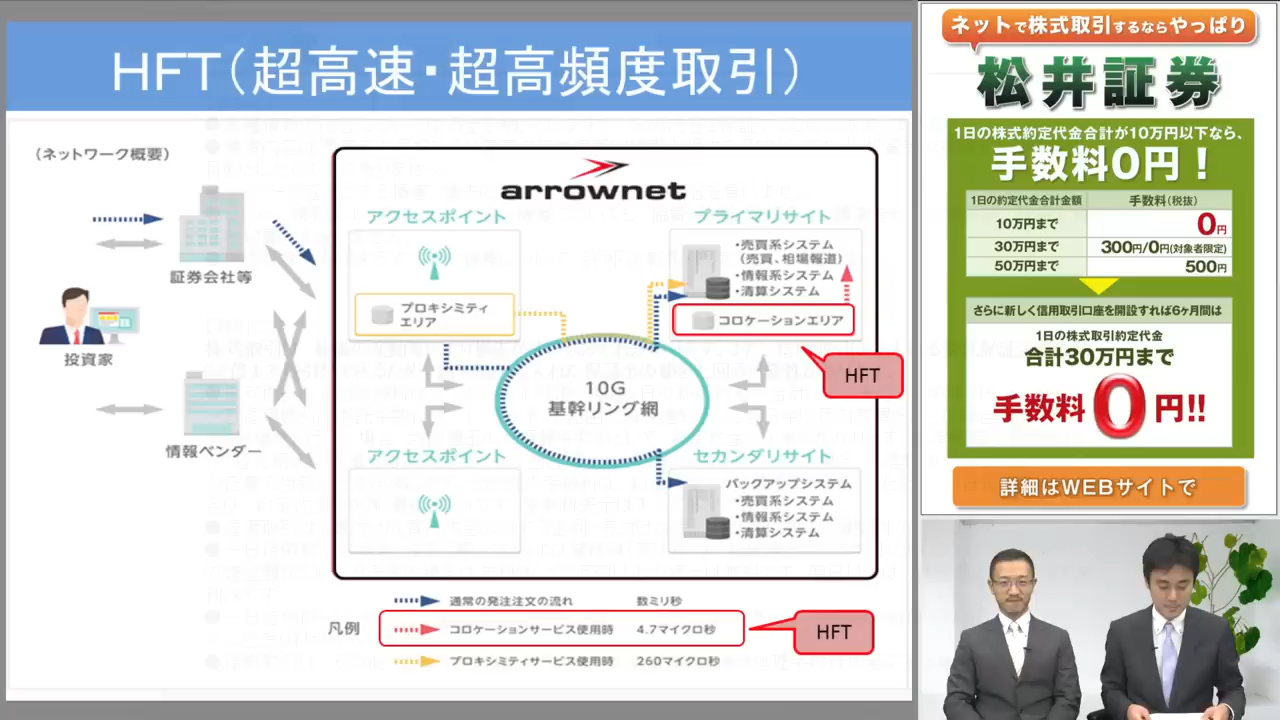 HFT（超高速・超高頻度取引）
（ネットワーク概要）
証券会社等
投資家
情報ベンダー
arrownet
アクセスポイント
プロキシミティ
エリア
プライマリサイト
・売買系システム
（売買、相場報道）
・情報系システム
・清算システム
コロケーションエリア
HFT
10G
基幹リング網
アクセスポイント
セカンダリサイト
バックアップシステム
・売買系システム
・情報系システム
・清算システム
凡例
通常の発注注文の流れ 数ミリ秒
コロケーションサービス使用時 4.7マイクロ秒
HFT
プロキシミティサービス使用時 260マイクロ秒
ネットで株式取引するならやっぱり
松井証券
1日の株式約定代金合計が10万円以下なら、
手数料0円！
1日の約定代金合計金額 手数料(税抜)
10万円まで 0円
30万円まで 300円/0円(対象者限定)
50万円まで 500円
さらに新しく信用取引口座を開設すれば6ヶ月間は
1日の株式取引約定代金
合計30万円まで
手数料0円!!
詳細はWEBサイトで